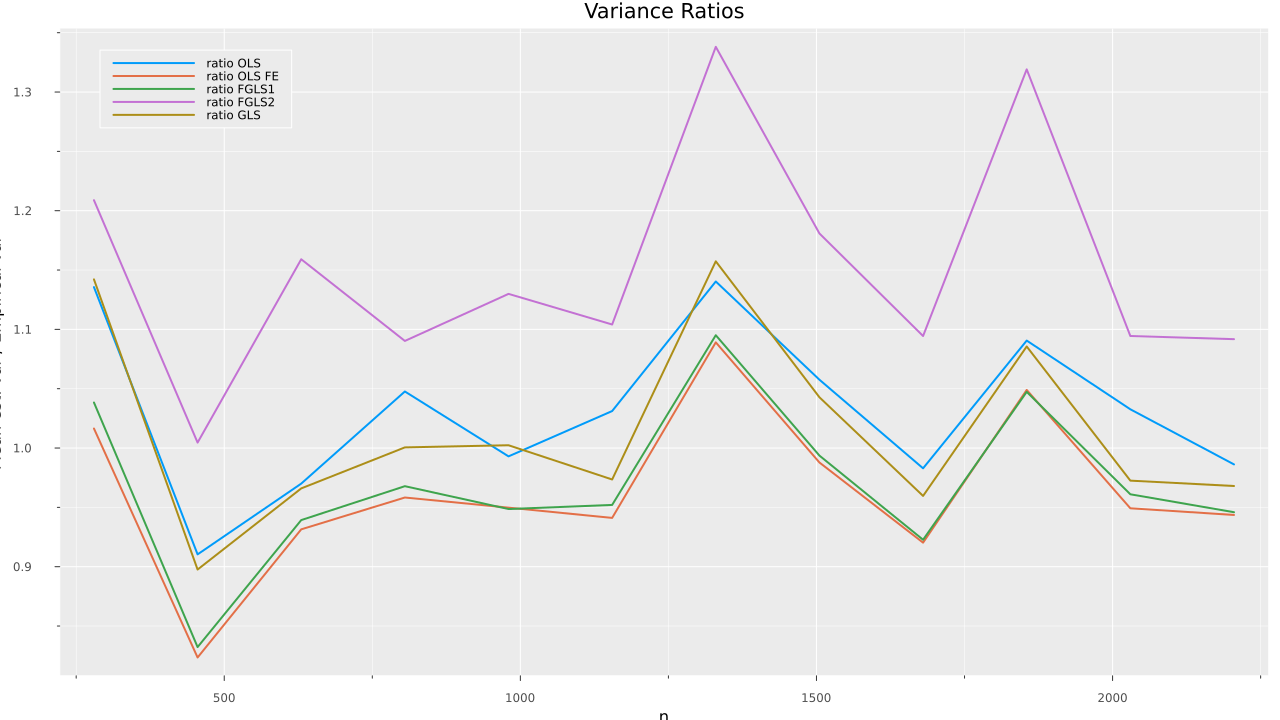 Variance Ratios
ratio OLS
ratio OLS FE
ratio FGLS1
ratio FGLS2
ratio GLS
1.3
1.2
1.1
1.0
0.9
500
1000
1500
2000
n